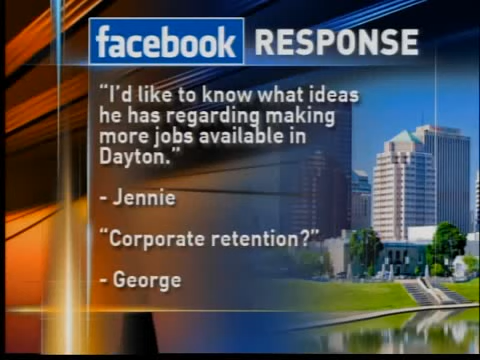 facebook RESPONSE
“I’d like to know what ideas
he has regarding making
more jobs available in
Dayton.”
- Jennie
“Corporate retention?”
- George